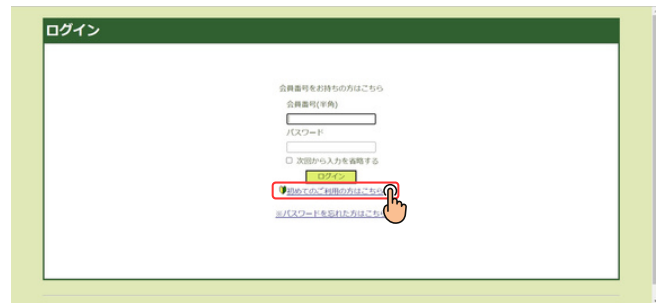 ログイン
会員番号をお持ちの方はこちら
会員番号(半角)
パスワード
次回から入力を省略する
ログイン
初めてのご利用の方はこちら
※パスワードを忘れた方はこちら